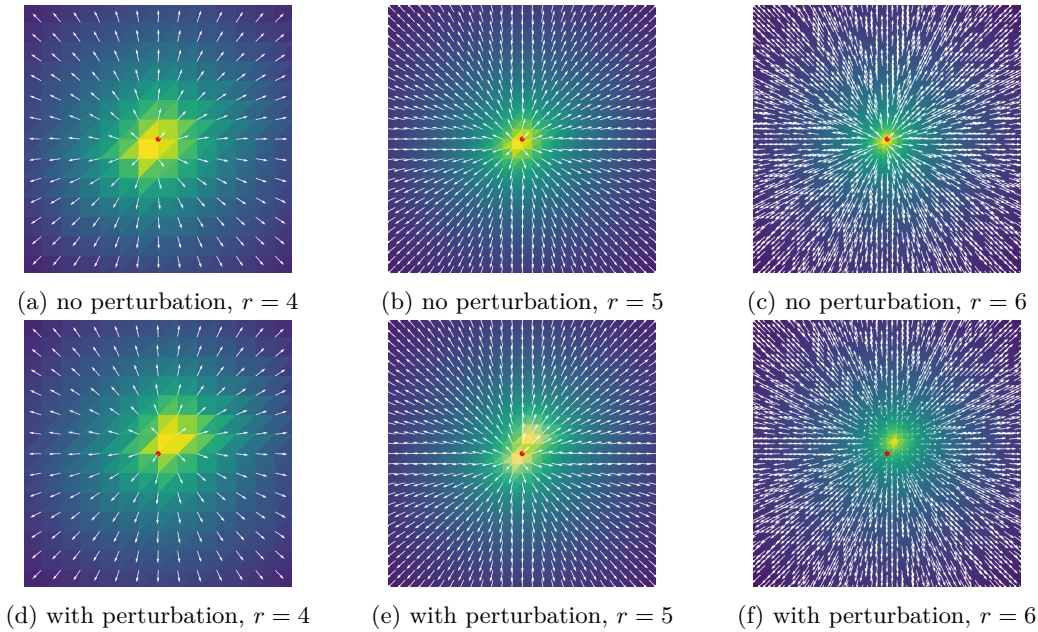 (a) no perturbation, r = 4
(b) no perturbation, r = 5
(c) no perturbation, r = 6
(d) with perturbation, r = 4
(e) with perturbation, r = 5
(f) with perturbation, r = 6